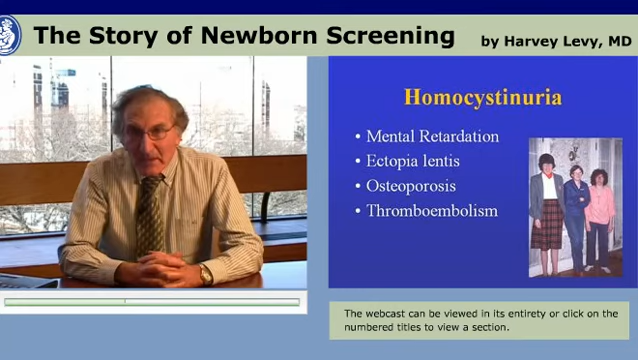 The Story of Newborn Screening
by Harvey Levy, MD
Homocystinuria
• Mental Retardation
• Ectopia lentis
• Osteoporosis
• Thromboembolism
The webcast can be viewed in its entirety or click on the
numbered titles to view a section.